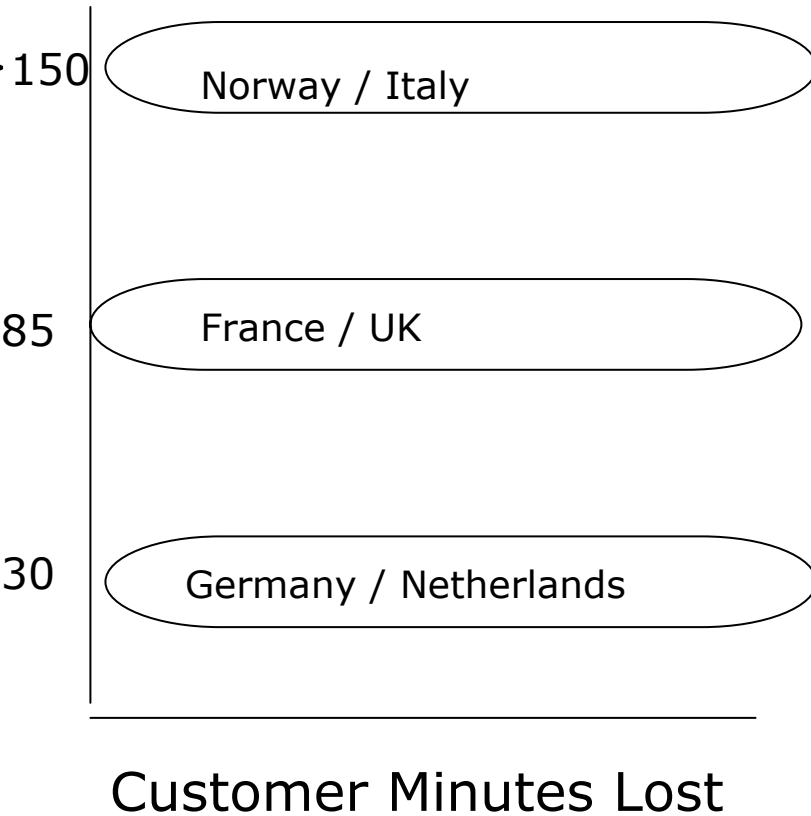 150
Norway / Italy
85
France / UK
30
Germany / Netherlands
Customer Minutes Lost